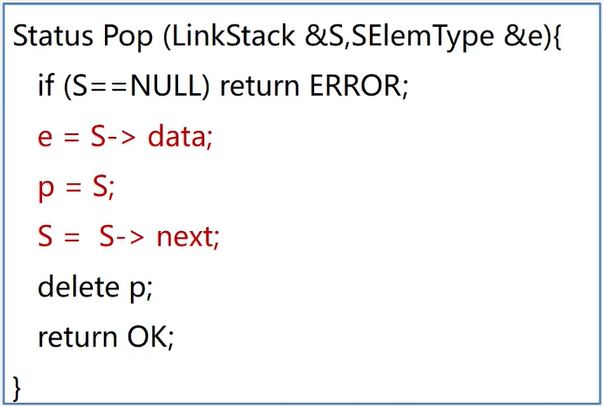 Status Pop (LinkStack &S,SElemType &e){
if (S==NULL) return ERROR;
e = S-> data;
p = S;
S =  S-> next;
delete p;
return OK;
}